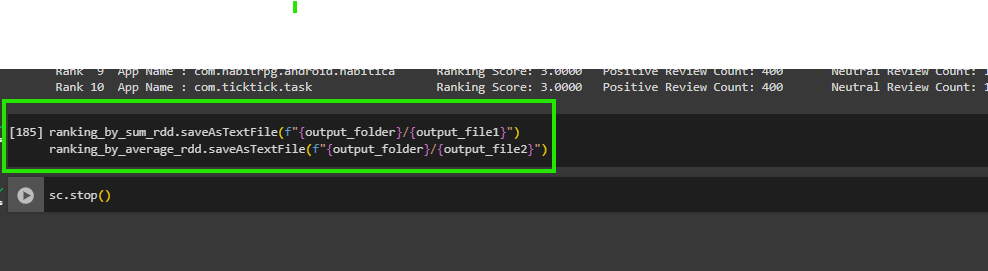 Rank 9 App Name : com.habitrpg.android.habitica Ranking Score: 3.0000 Positive Review Count: 400 Neutral Review Count: 1
Rank 10 App Name : com.ticktick.task Ranking Score: 3.0000 Positive Review Count: 400 Neutral Review Count: 1
[185] ranking_by_sum_rdd.saveAsTextFile(f"{output_folder}/{output_file1}")
ranking_by_average_rdd.saveAsTextFile(f"{output_folder}/{output_file2}")
sc.stop()